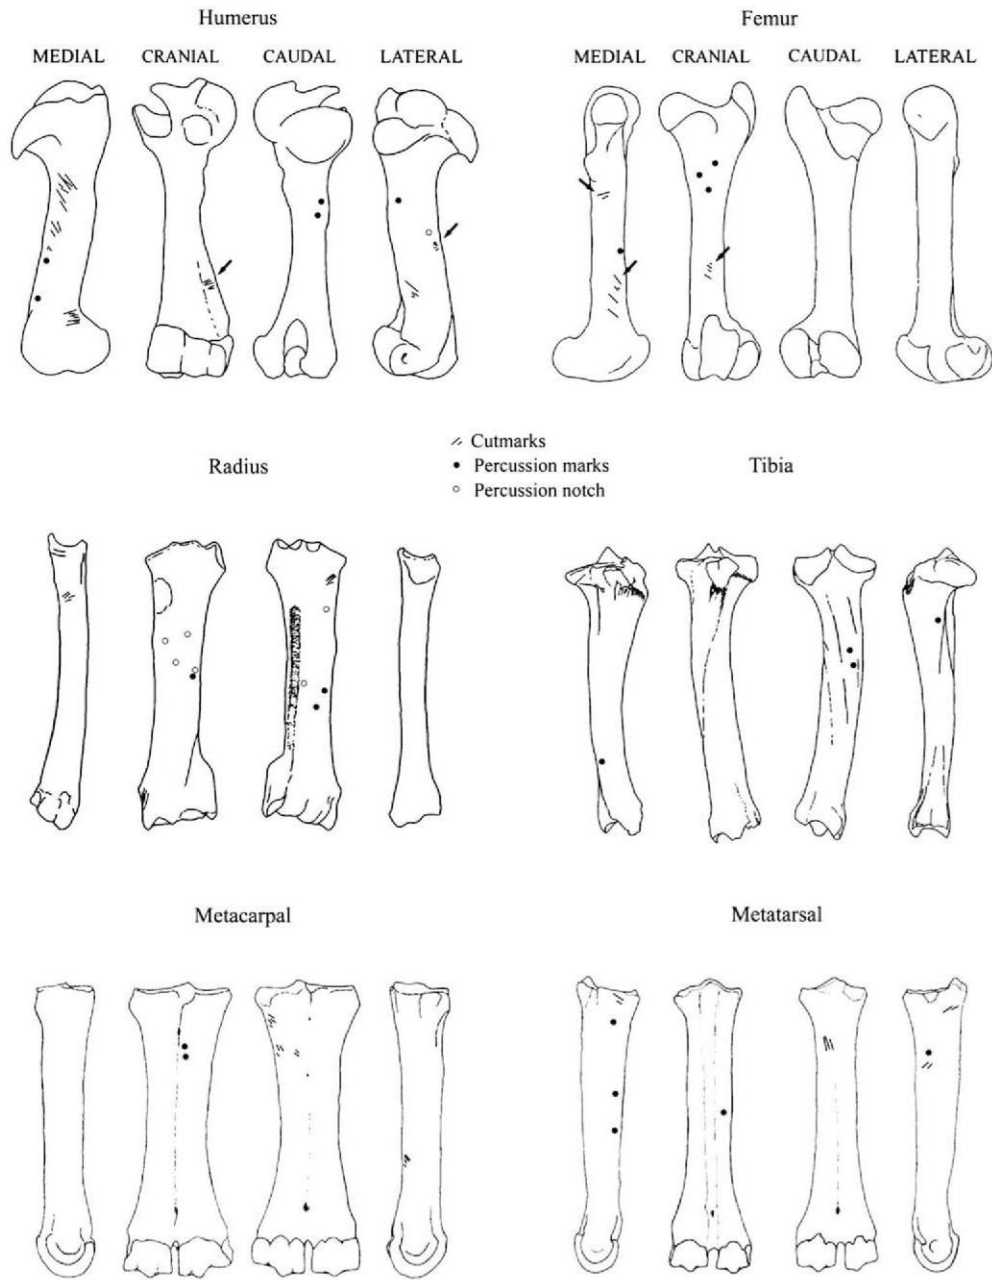 Humerus
Femur
MEDIAL CRANIAL CAUDAL LATERAL
MEDIAL CRANIAL CAUDAL LATERAL
Cutmarks
Percussion marks
Percussion notch
Radius
Tibia
Metacarpal
Metatarsal